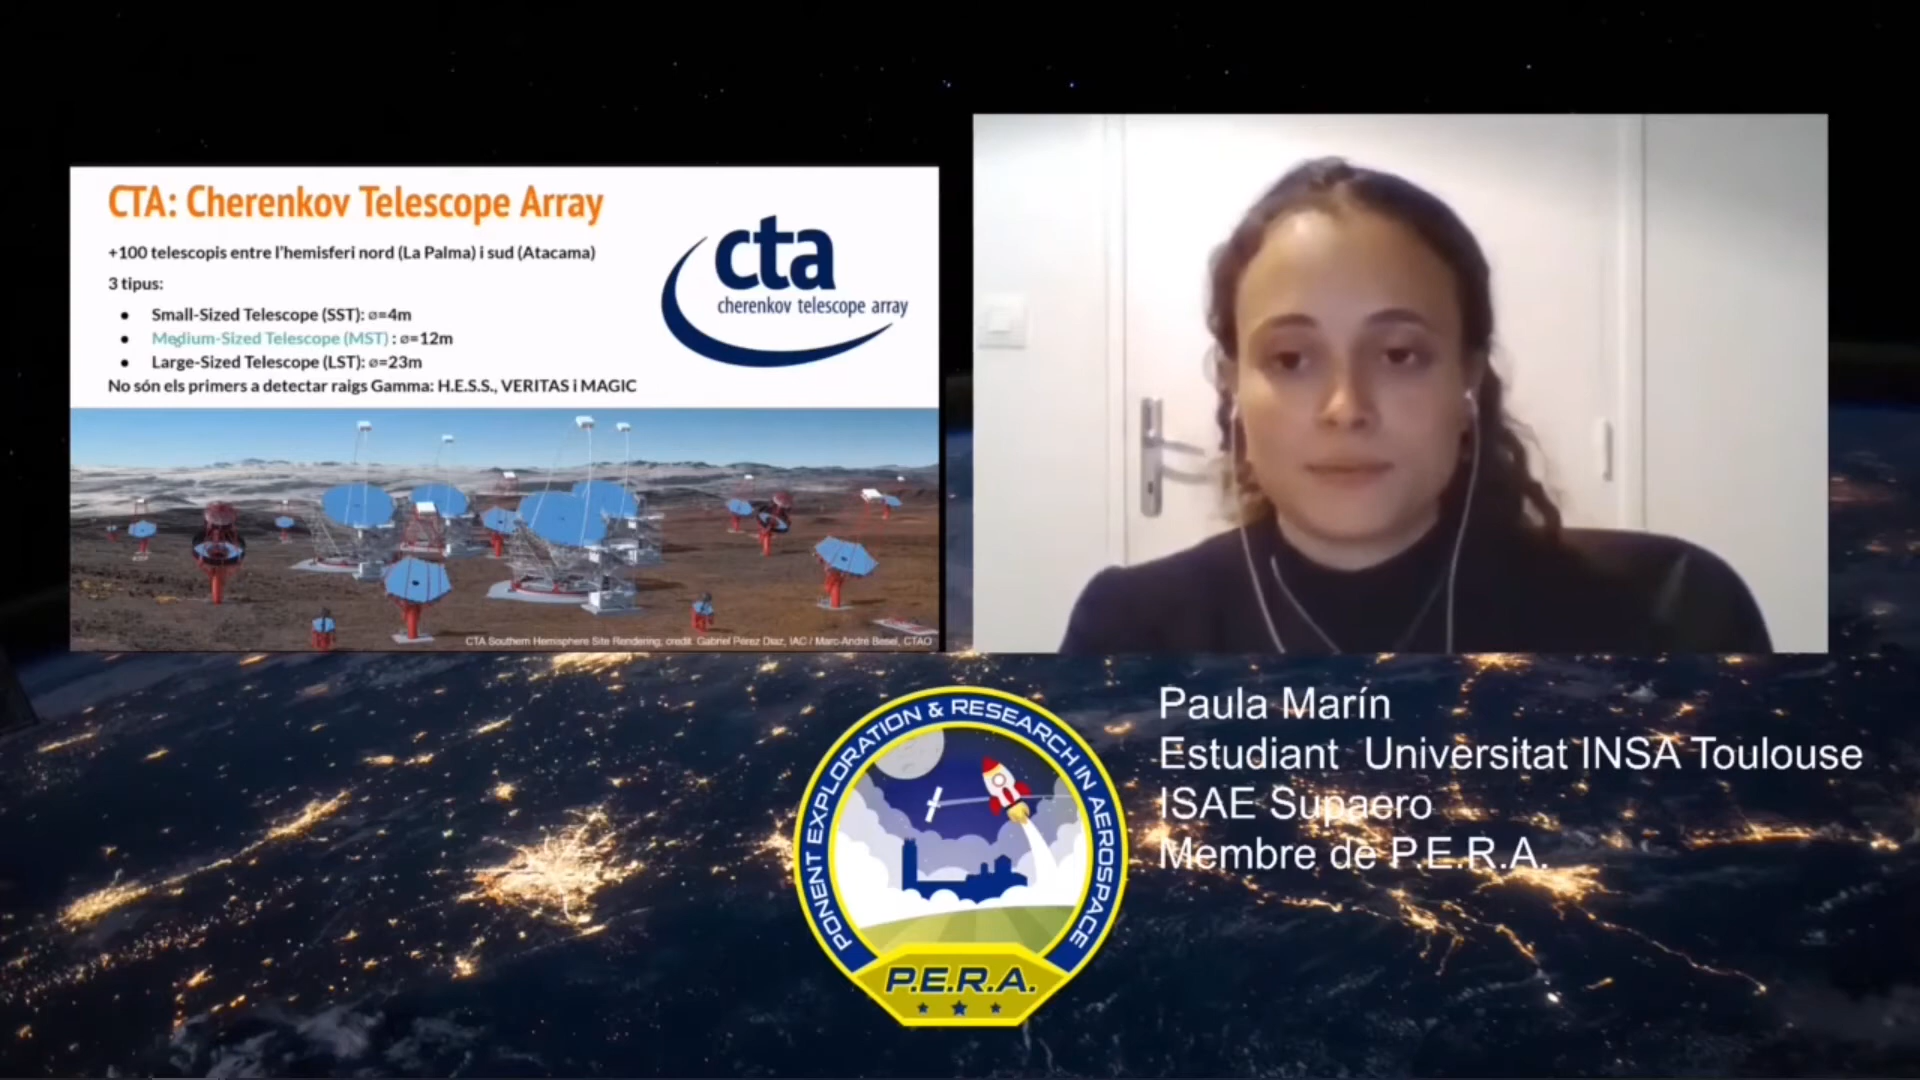 CTA: Cherenkov Telescope Array
+100 telescopis entre l'hemisferi nord (La Palma) i sud (Atacama)
3 tipus:
● Small-Sized Telescope (SST): ⌀=4m
● Medium-Sized Telescope (MST) : ⌀=12m
● Large-Sized Telescope (LST): ⌀=23m
No són els primers a detectar raigs Gamma: H.E.S.S., VERITAS i MAGIC
cta
cherenkov telescope array
CTA Southern Hemisphere Site Rendering; credit: Gabriel Pérez Diaz, IAC / Marc-André Besel, CTAO
Paula Marín
Estudiant Universitat INSA Toulouse
ISAE Supaero
Membre de P.E.R.A.
PONENT EXPLORATION & RESEARCH IN AEROSPACE
P.E.R.A.